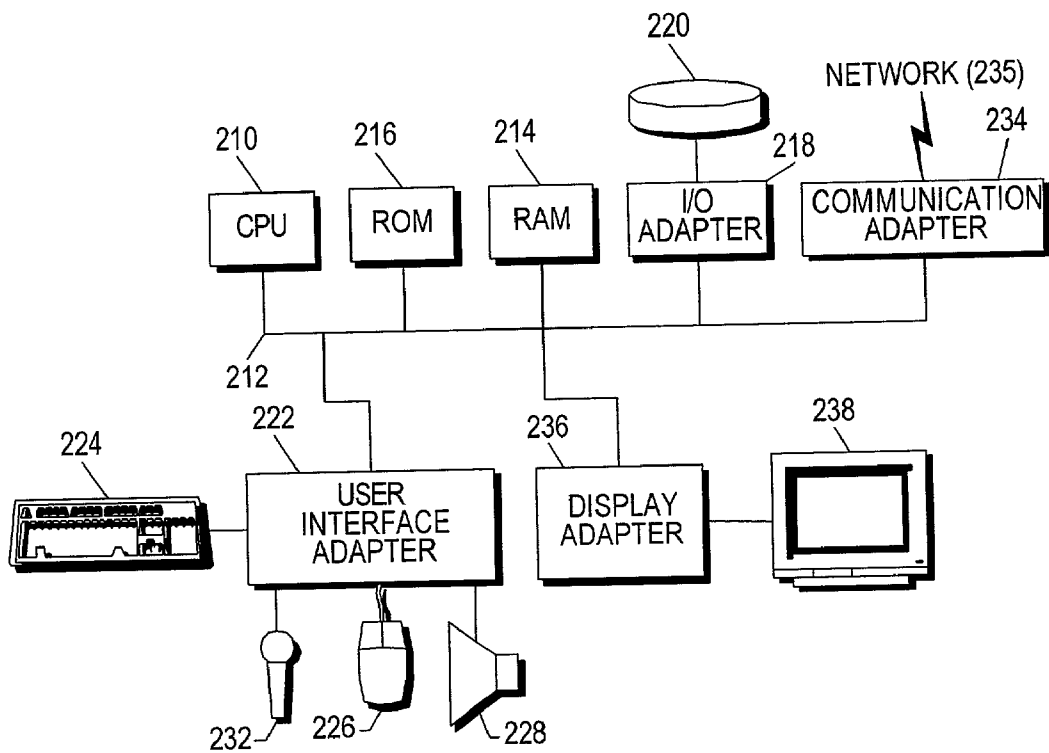 220
NETWORK (235)
210
216
214
218
234
CPU
ROM
RAM
I/O
ADAPTER
COMMUNICATION
ADAPTER
212
224
222
236
238
USER
INTERFACE
ADAPTER
DISPLAY
ADAPTER
232
226
228